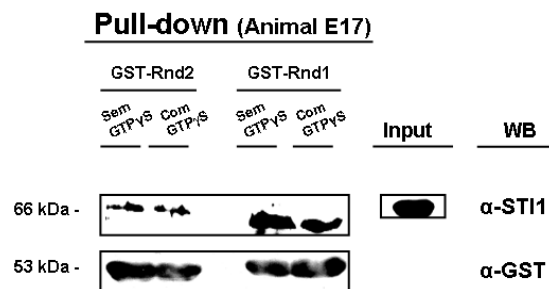 Pull-down (Animal E17)
GST-Rnd2 GST-Rnd1
Sem GTPγS Com GTPγS Sem GTPγS Com GTPγS Input WB
66 kDa - α-STI1
53 kDa - α-GST